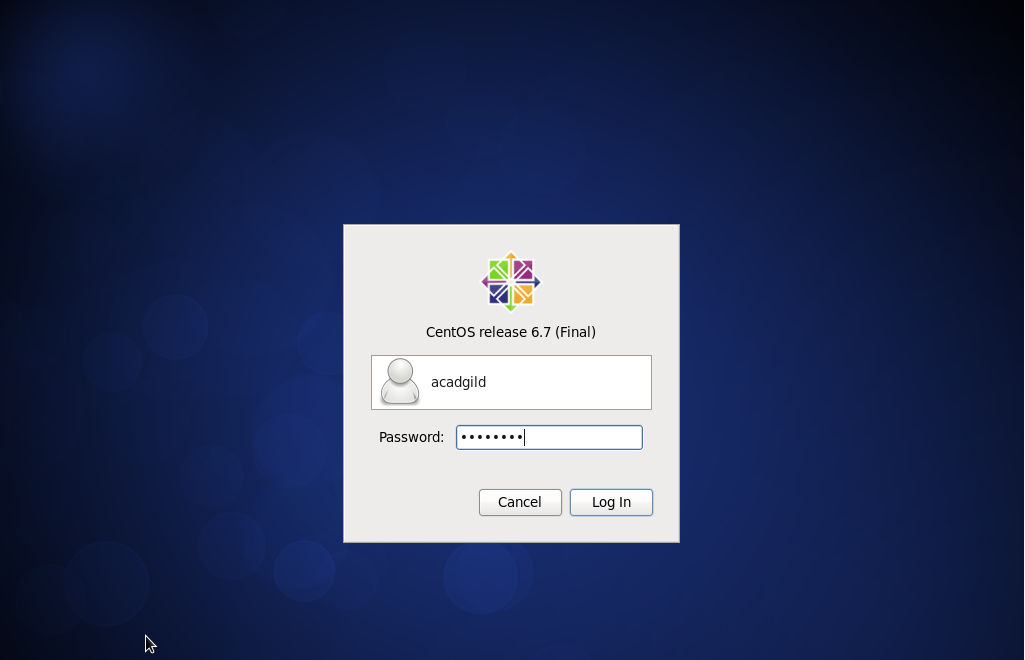 CentOS release 6.7 (Final)
acadgild
Password: ••••••••
Cancel Log In